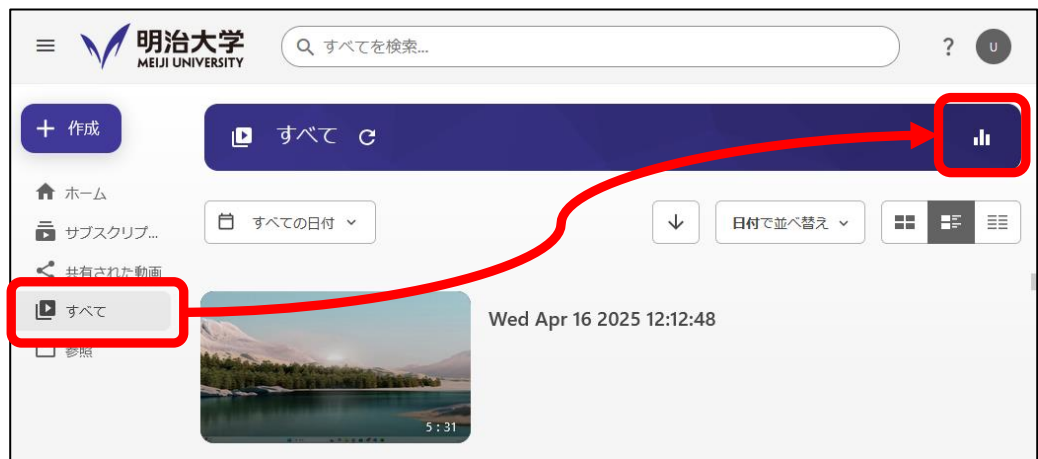 明治大学
MEIJI UNIVERSITY
すべてを検索...
?
U
+ 作成
すべて
ホーム
サブスクリプ...
共有された動画
すべて
参照
すべての日付
日付で並べ替え
Wed Apr 16 2025 12:12:48
5:31